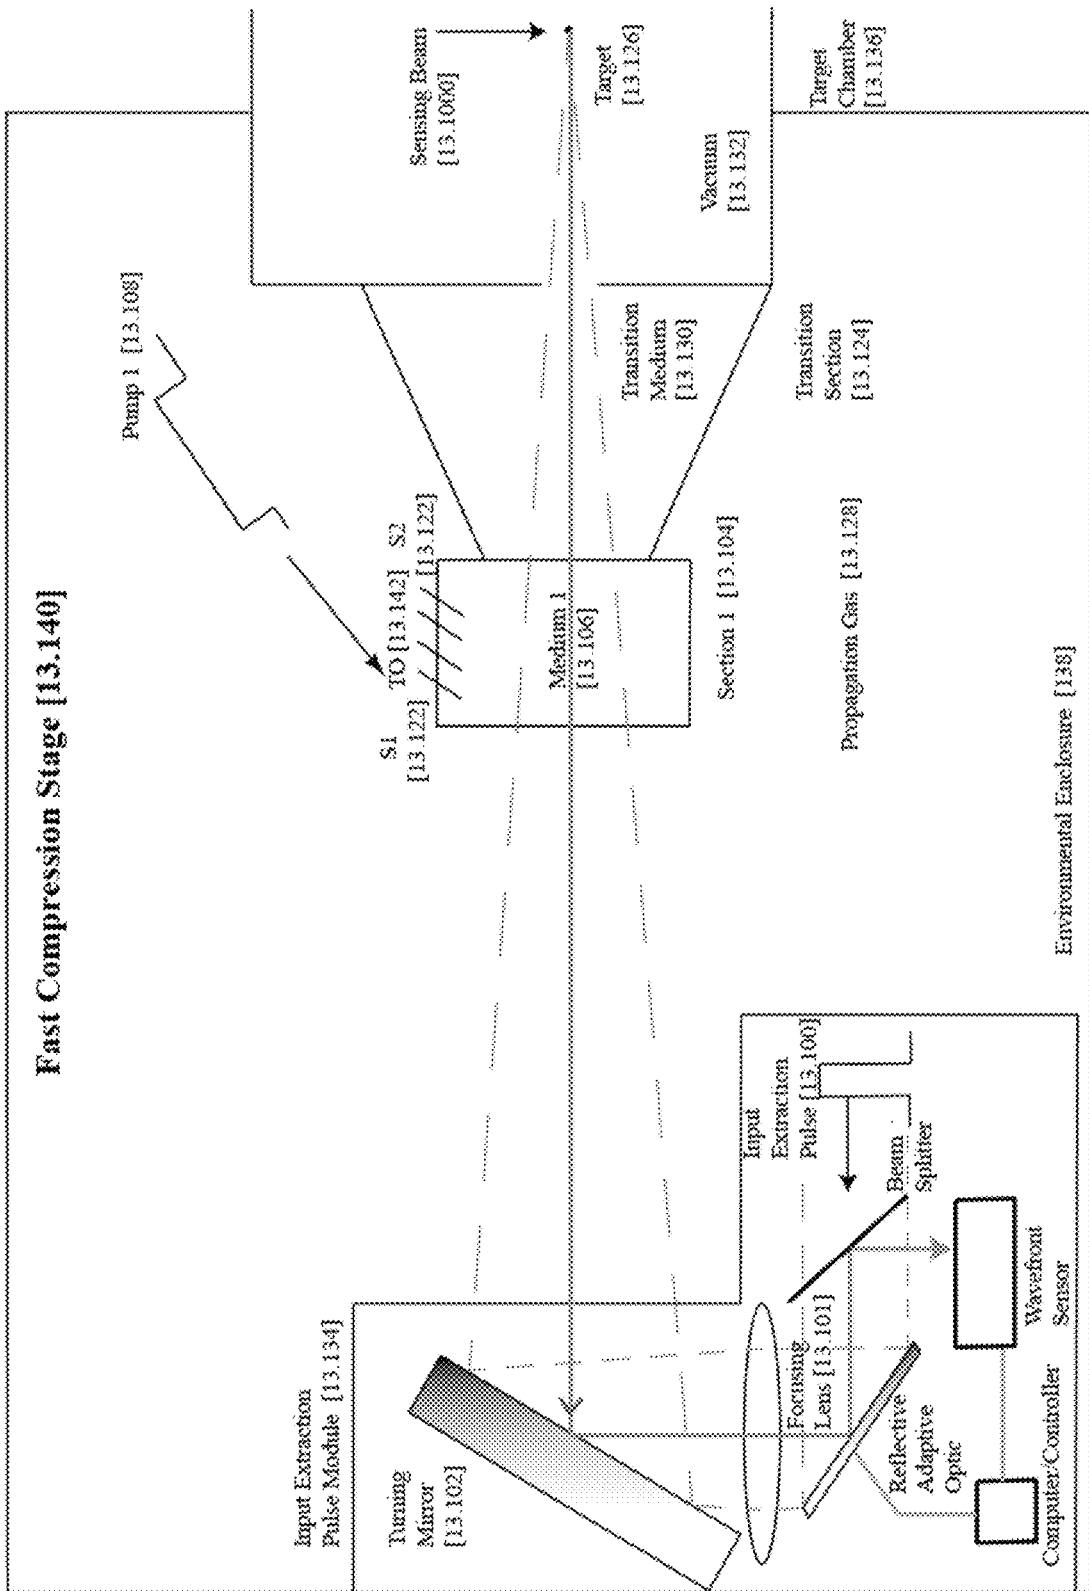 Fast Compression Stage [13.140]
Pump 1 [13.108]
Sensing Beam
[13.1000]
Target
[13.126]
Vacuum
[13.132]
Target
Chamber
[13.136]
Transition
Medium
[13.130]
Transition
Section
[13.124]
S1
[13.122]
TO [13.142]
S2
[13.122]
Medium 1
[13.106]
Section 1 [13.104]
Propagation Gas [13.128]
Environmental Enclosure [138]
Input Extraction
Pulse Module [13.134]
Turning
Mirror
[13.102]
Input
Extraction
Pulse [13.100]
Focusing
Lens [13.101]
Beam
Splitter
Reflective
Adaptive
Optic
Wavefront
Sensor
Computer/Controller